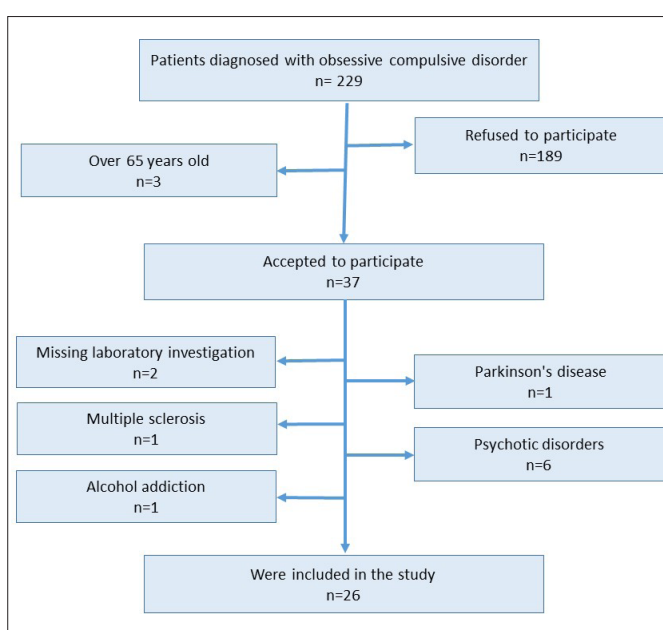 Patients diagnosed with obsessive compulsive disorder
n= 229
Refused to participate
n=189
Over 65 years old
n=3
Accepted to participate
n=37
Missing laboratory investigation
n=2
Parkinson's disease
n=1
Multiple sclerosis
n=1
Psychotic disorders
n=6
Alcohol addiction
n=1
Were included in the study
n=26